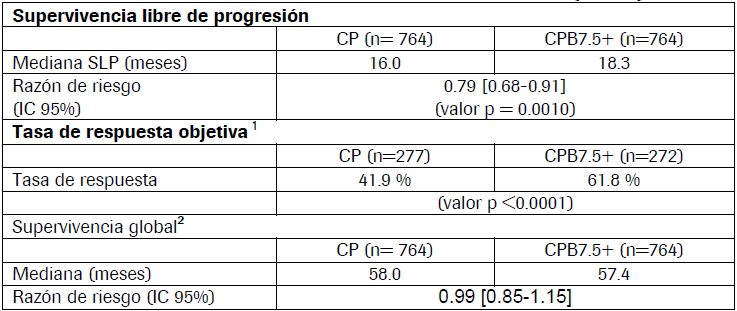 Supervivencia libre de progresión
CP (n= 764) CPB7.5+ (n=764)
Mediana SLP (meses) 16.0 18.3
Razón de riesgo 0.79 [0.68-0.91]
(IC 95%) (valor p = 0.0010)
Tasa de respuesta objetiva 1
CP (n=277) CPB7.5+ (n=272)
Tasa de respuesta 41.9 % 61.8 %
(valor p <0.0001)
Supervivencia global2
CP (n= 764) CPB7.5+ (n=764)
Mediana (meses) 58.0 57.4
Razón de riesgo (IC 95%) 0.99 [0.85-1.15]